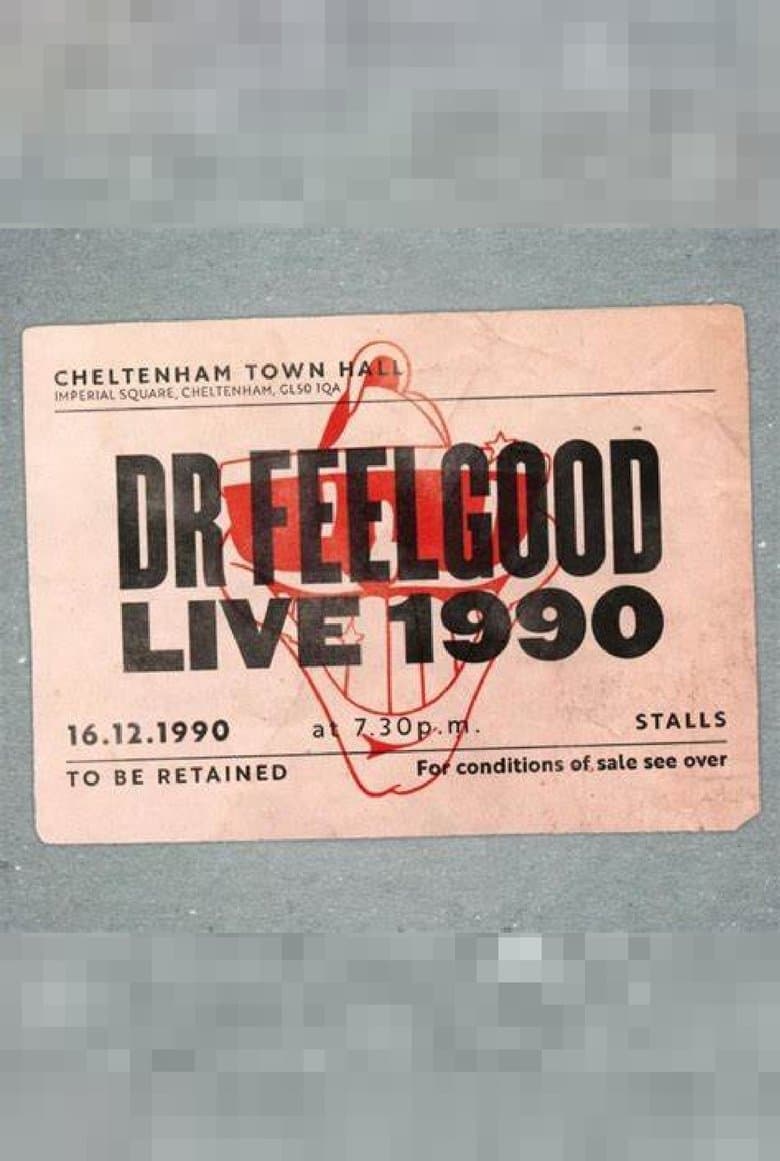 CHELTENHAM TOWN HALL
IMPERIAL SQUARE, CHELTENHAM, GL50 1QA
DR FEELGOOD
LIVE 1990
16.12.1990 at 7.30p.m. STALLS
TO BE RETAINED For conditions of sale see over